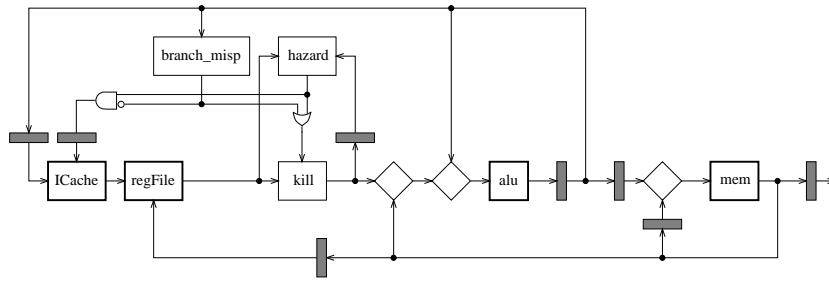 branch_misp
hazard
ICache
regFile
kill
alu
mem